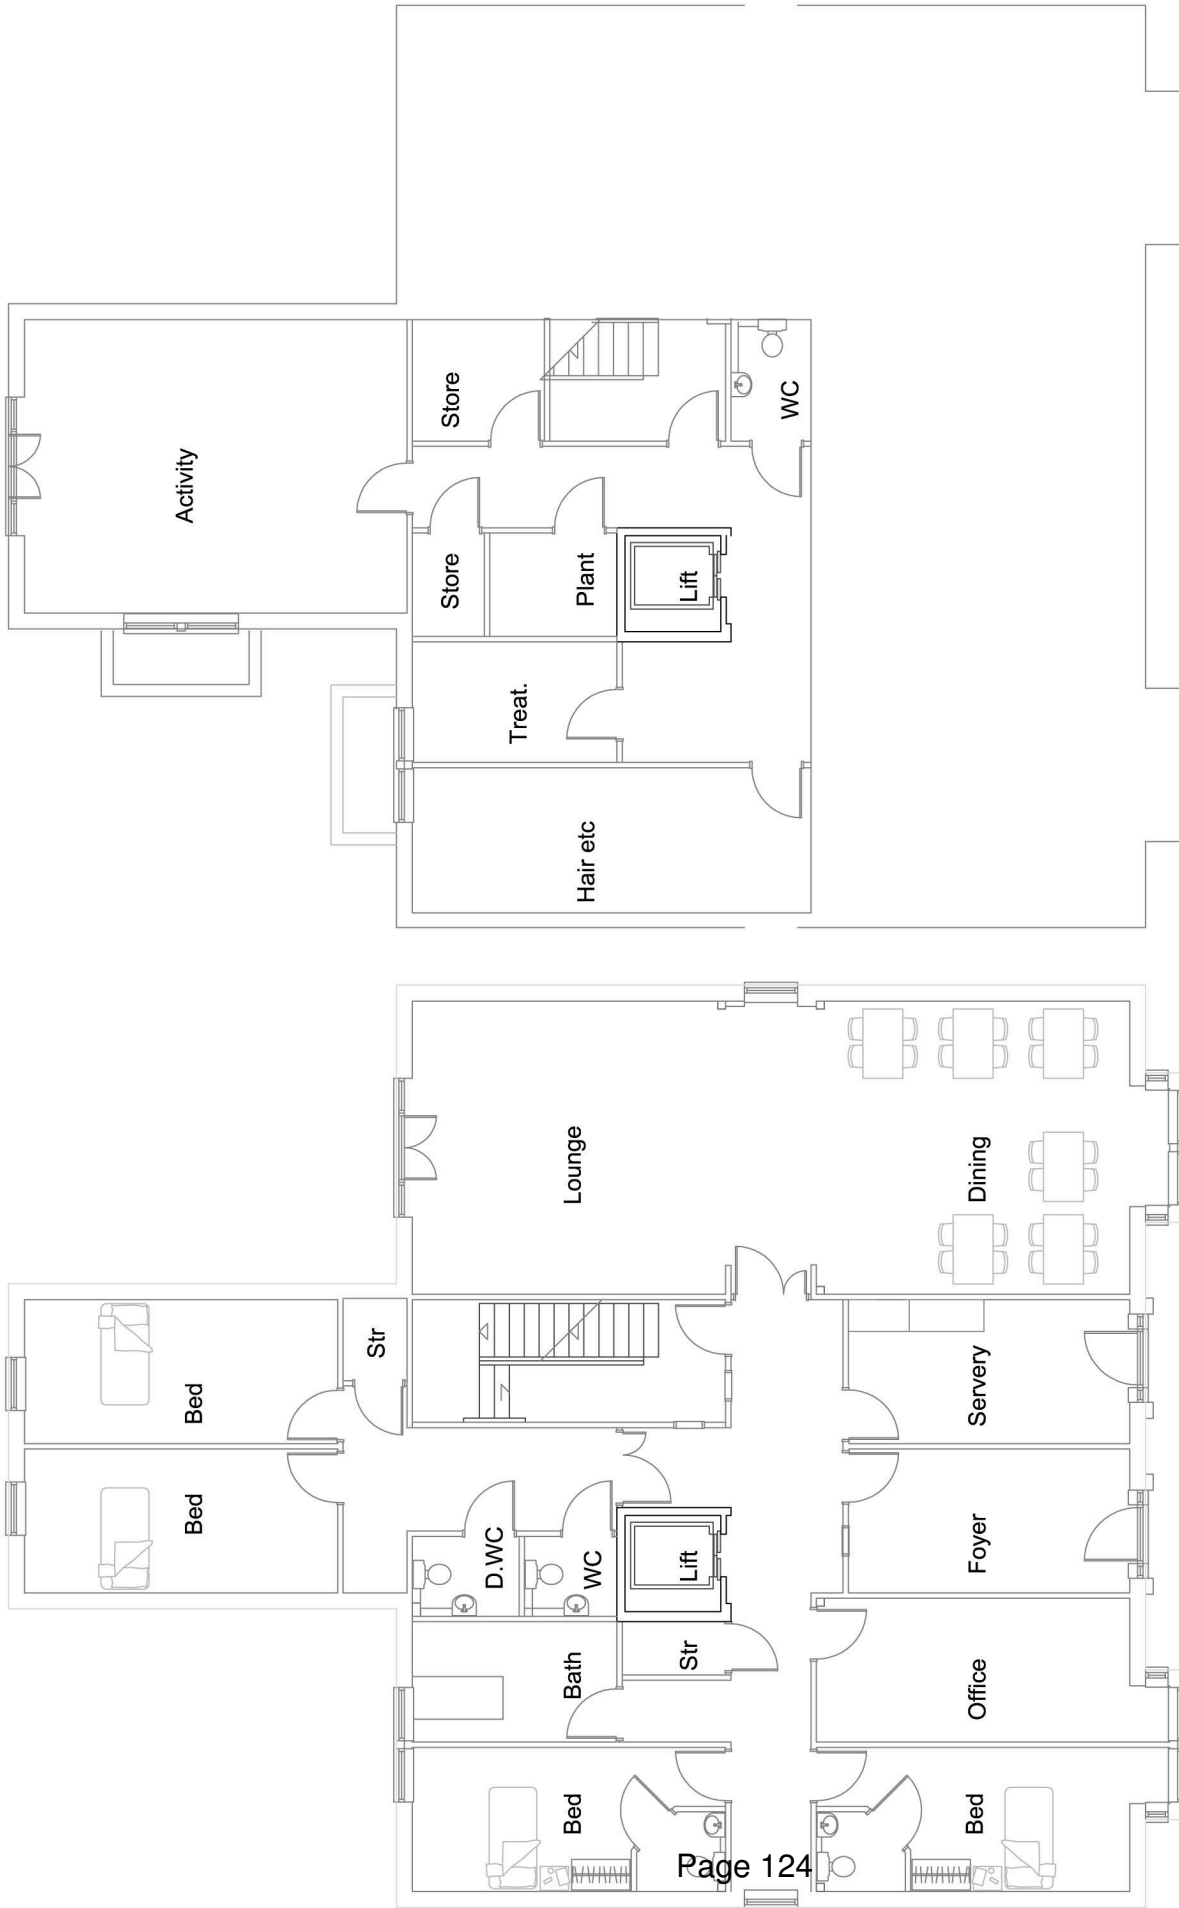 Activity
Store
WC
Store
Plant
Lift
Treat.
Hair etc
Lounge
Dining
Bed
Str
Servery
Bed
D.WC
WC
Lift
Foyer
Bath
Str
Office
Bed
Bed
Page 124